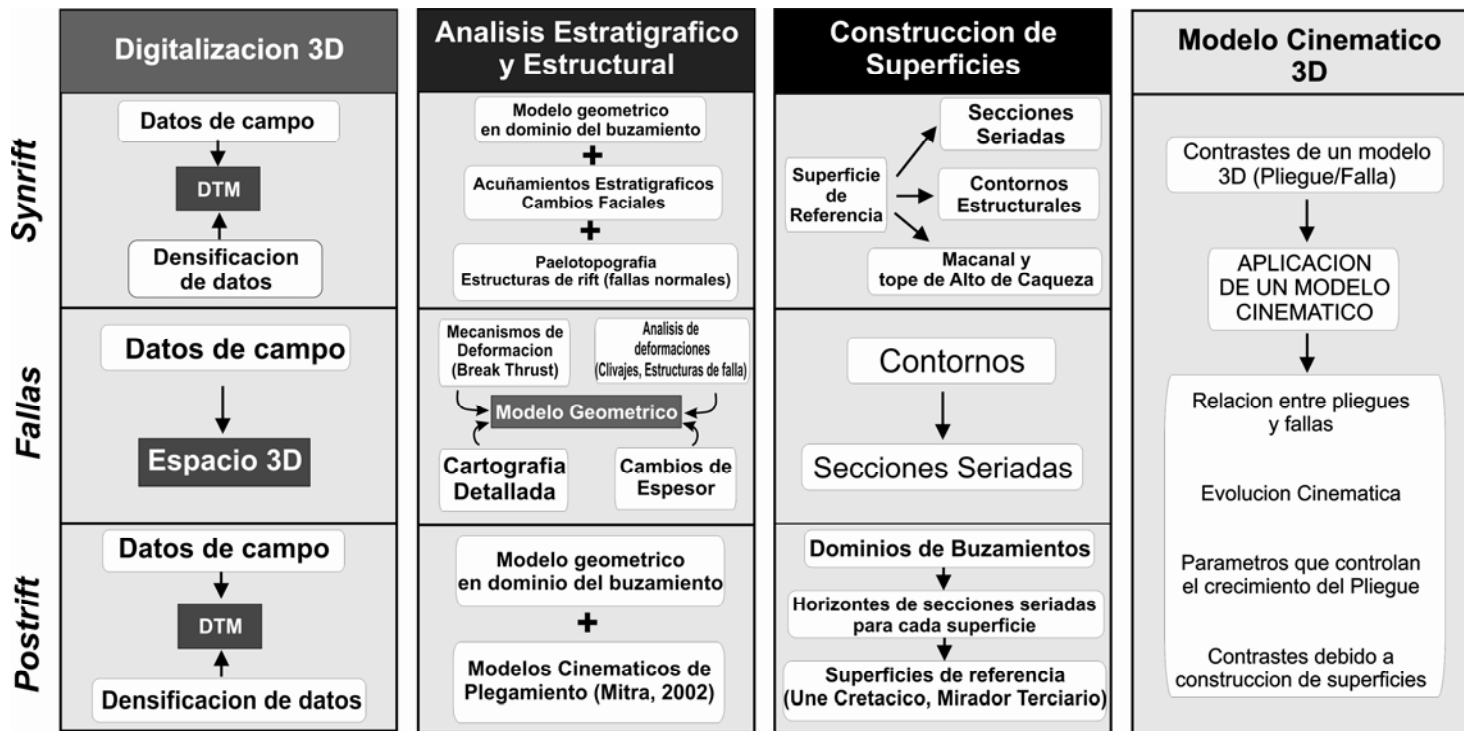 Digitalizacion 3D
Analisis Estratigrafico
y Estructural
Construccion de
Superficies
Modelo Cinematico
3D
Synrift
Datos de campo
DTM
Densificacion
de datos
Modelo geometrico
en dominio del buzamiento
+
Acuñamientos Estratigraficos
Cambios Faciales
+
Paelotopografia
Estructuras de rift (fallas normales)
Superficie
de
Referencia
Secciones
Seriadas
Contornos
Estructurales
Macanal y
tope de Alto de Caqueza
Fallas
Datos de campo
Espacio 3D
Mecanismos de
Deformacion
(Break Thrust)
Analisis de
deformaciones
(Clivajes, Estructuras de falla)
Modelo Geometrico
Cartografia
Detallada
Cambios de
Espesor
Contornos
Secciones Seriadas
Postrift
Datos de campo
DTM
Densificacion de datos
Modelo geometrico
en dominio del buzamiento
+
Modelos Cinematicos de
Plegamiento (Mitra, 2002)
Dominios de Buzamientos
Horizontes de secciones seriadas
para cada superficie
Superficies de referencia
(Une Cretacico, Mirador Terciario)
Contrastes de un modelo
3D (Pliegue/Falla)
APLICACION
DE UN MODELO
CINEMATICO
Relacion entre pliegues
y fallas
Evolucion Cinematica
Parametros que controlan
el crecimiento del Pliegue
Contrastes debido a
construccion de superficies